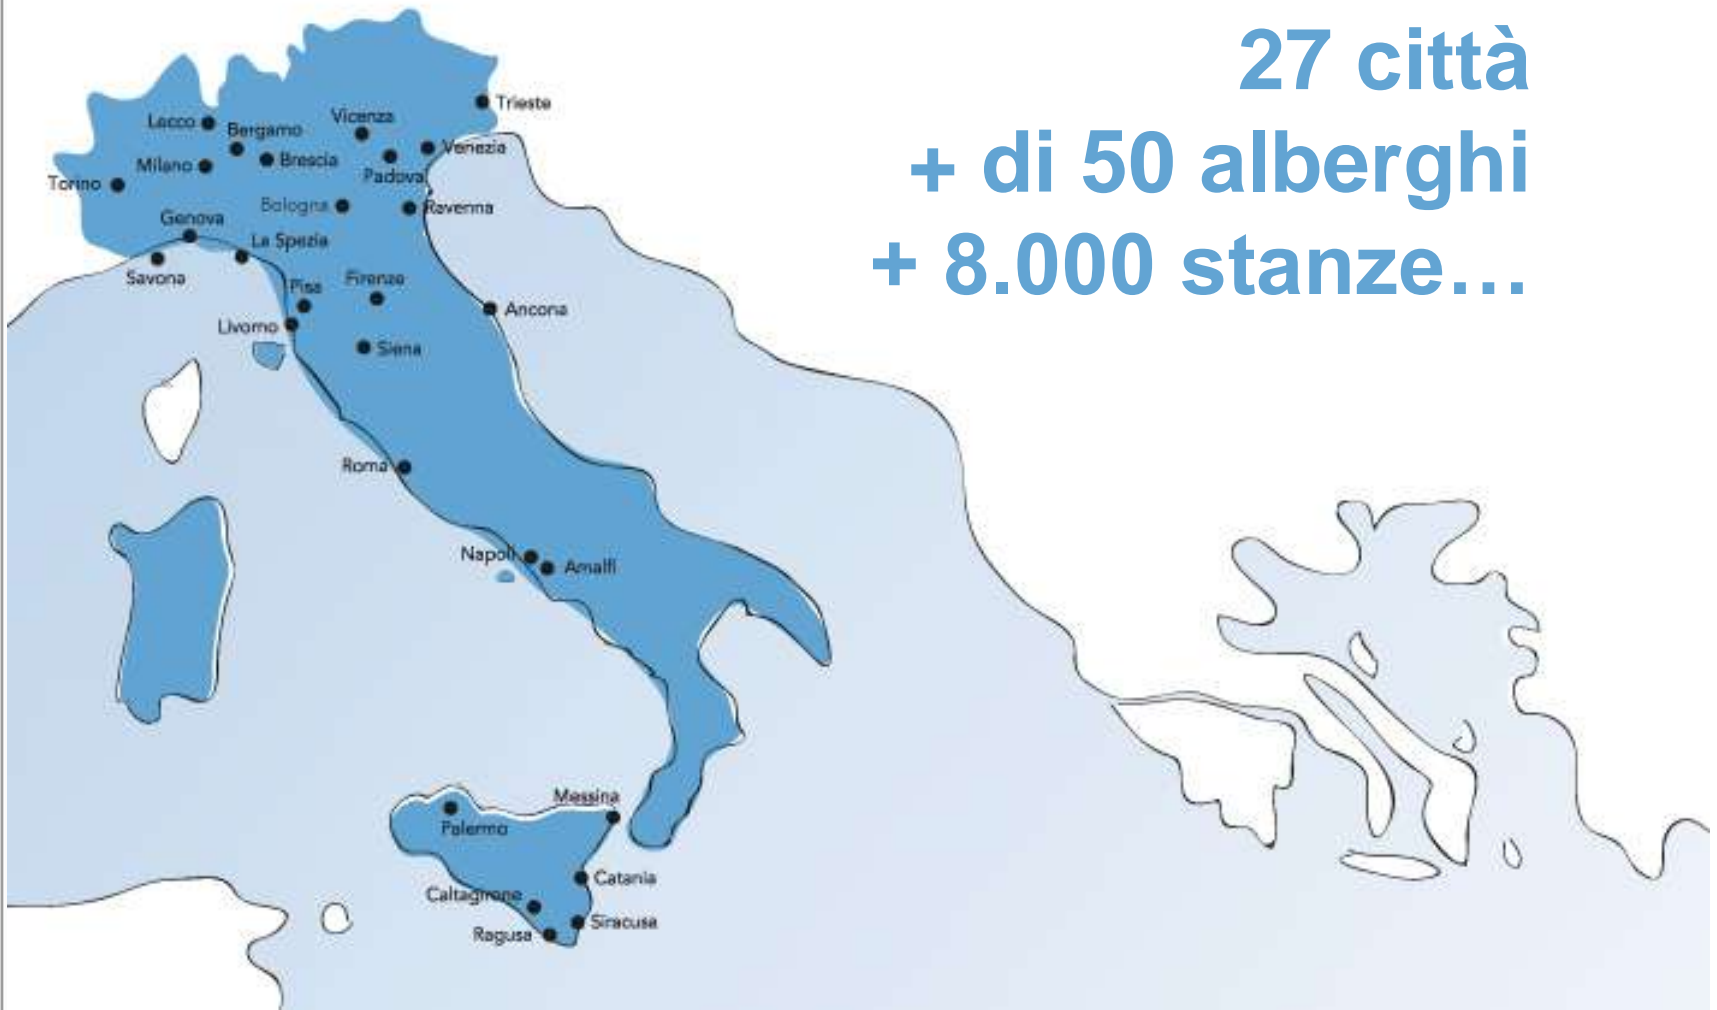 27 città
+ di 50 alberghi
+ 8.000 stanze…
Trieste
Lecco
Vicenza
Bergamo
Venezia
Milano
Brescia
Padova
Torino
Bologna
Ravenna
Genova
La Spezia
Savona
Pisa
Firenze
Livorno
Ancona
Siena
Roma
Napoli
Amalfi
Messina
Palermo
Catania
Caltagirone
Siracusa
Ragusa